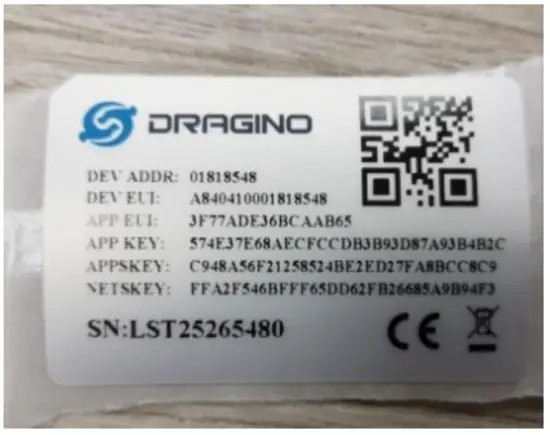 DRAGINO
DEV ADDR: 01818548
DEV EUI: A840410001818548
APP EUI: 3F77ADE36BCAAB65
APP KEY: 574E37E68AECFCCDB3B93D87A93B4B2C
APPSKEY: C948A56F21258524BE2ED27FA8BCC8C9
NETSKEY: FFA2F546BFFF65DD62FB26685A9B94F3
SN:LST25265480
CE